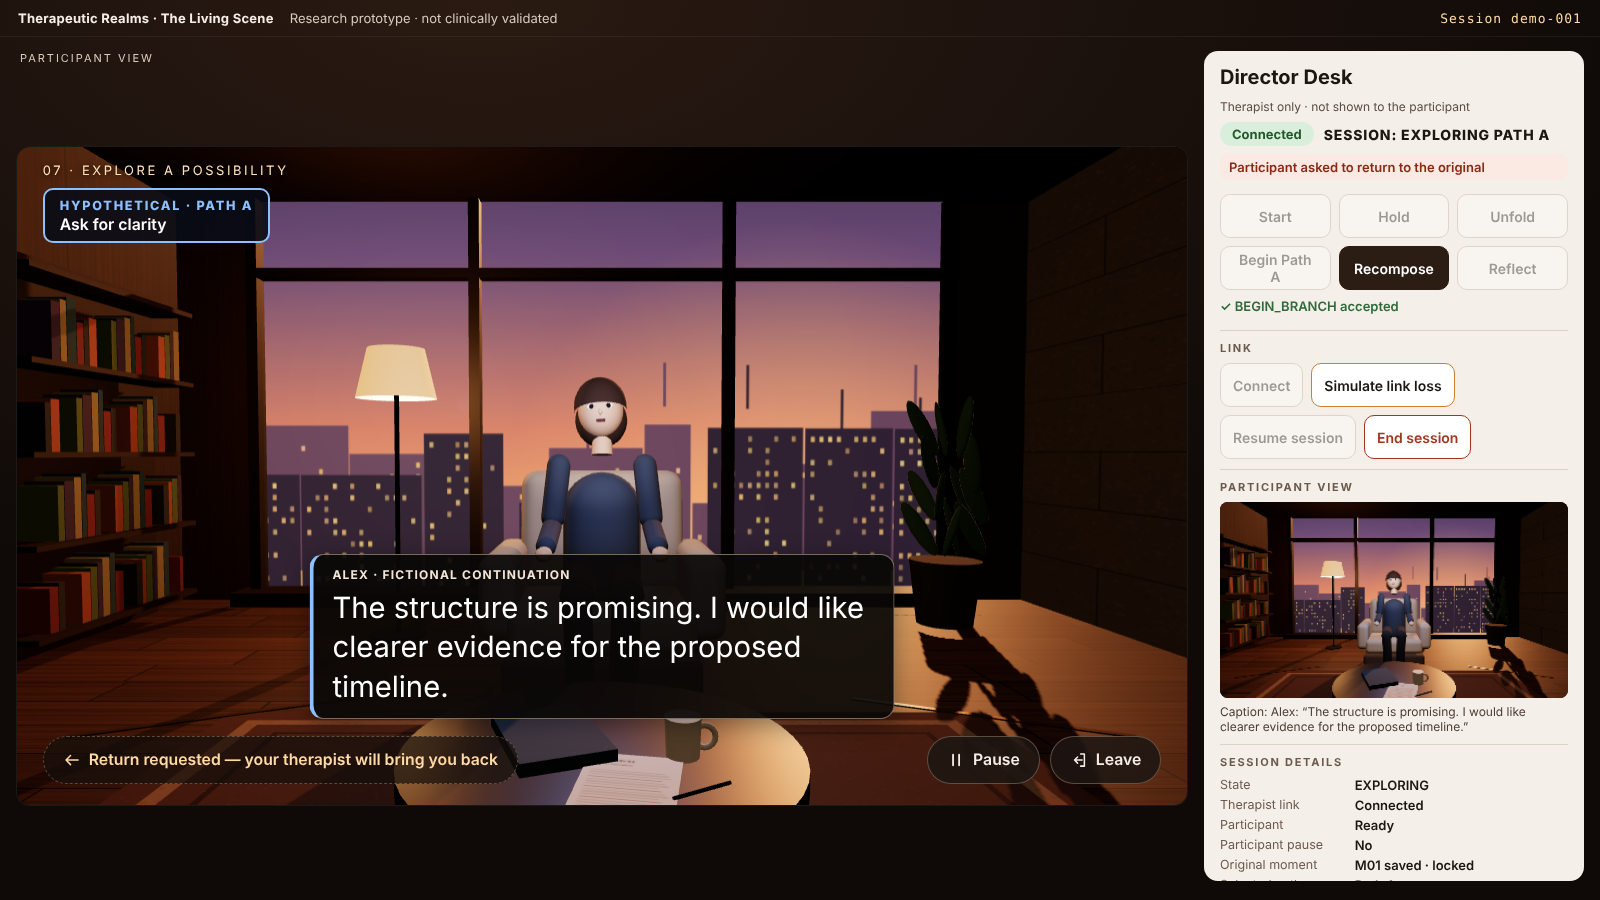 Therapeutic Realms · The Living Scene Research prototype · not clinically validated
Session demo-001
PARTICIPANT VIEW
07 · EXPLORE A POSSIBILITY
HYPOTHETICAL · PATH A
Ask for clarity
ALEX · FICTIONAL CONTINUATION
The structure is promising. I would like
clearer evidence for the proposed
timeline.
← Return requested — your therapist will bring you back
Pause
Leave
Director Desk
Therapist only · not shown to the participant
Connected SESSION: EXPLORING PATH A
Participant asked to return to the original
Start Hold Unfold
Begin Path
A
Recompose Reflect
✓ BEGIN_BRANCH accepted
LINK
Connect Simulate link loss
Resume session End session
PARTICIPANT VIEW
Caption: Alex: “The structure is promising. I would like
clearer evidence for the proposed timeline.”
SESSION DETAILS
State EXPLORING
Therapist link Connected
Participant Ready
Participant pause No
Original moment M01 saved · locked